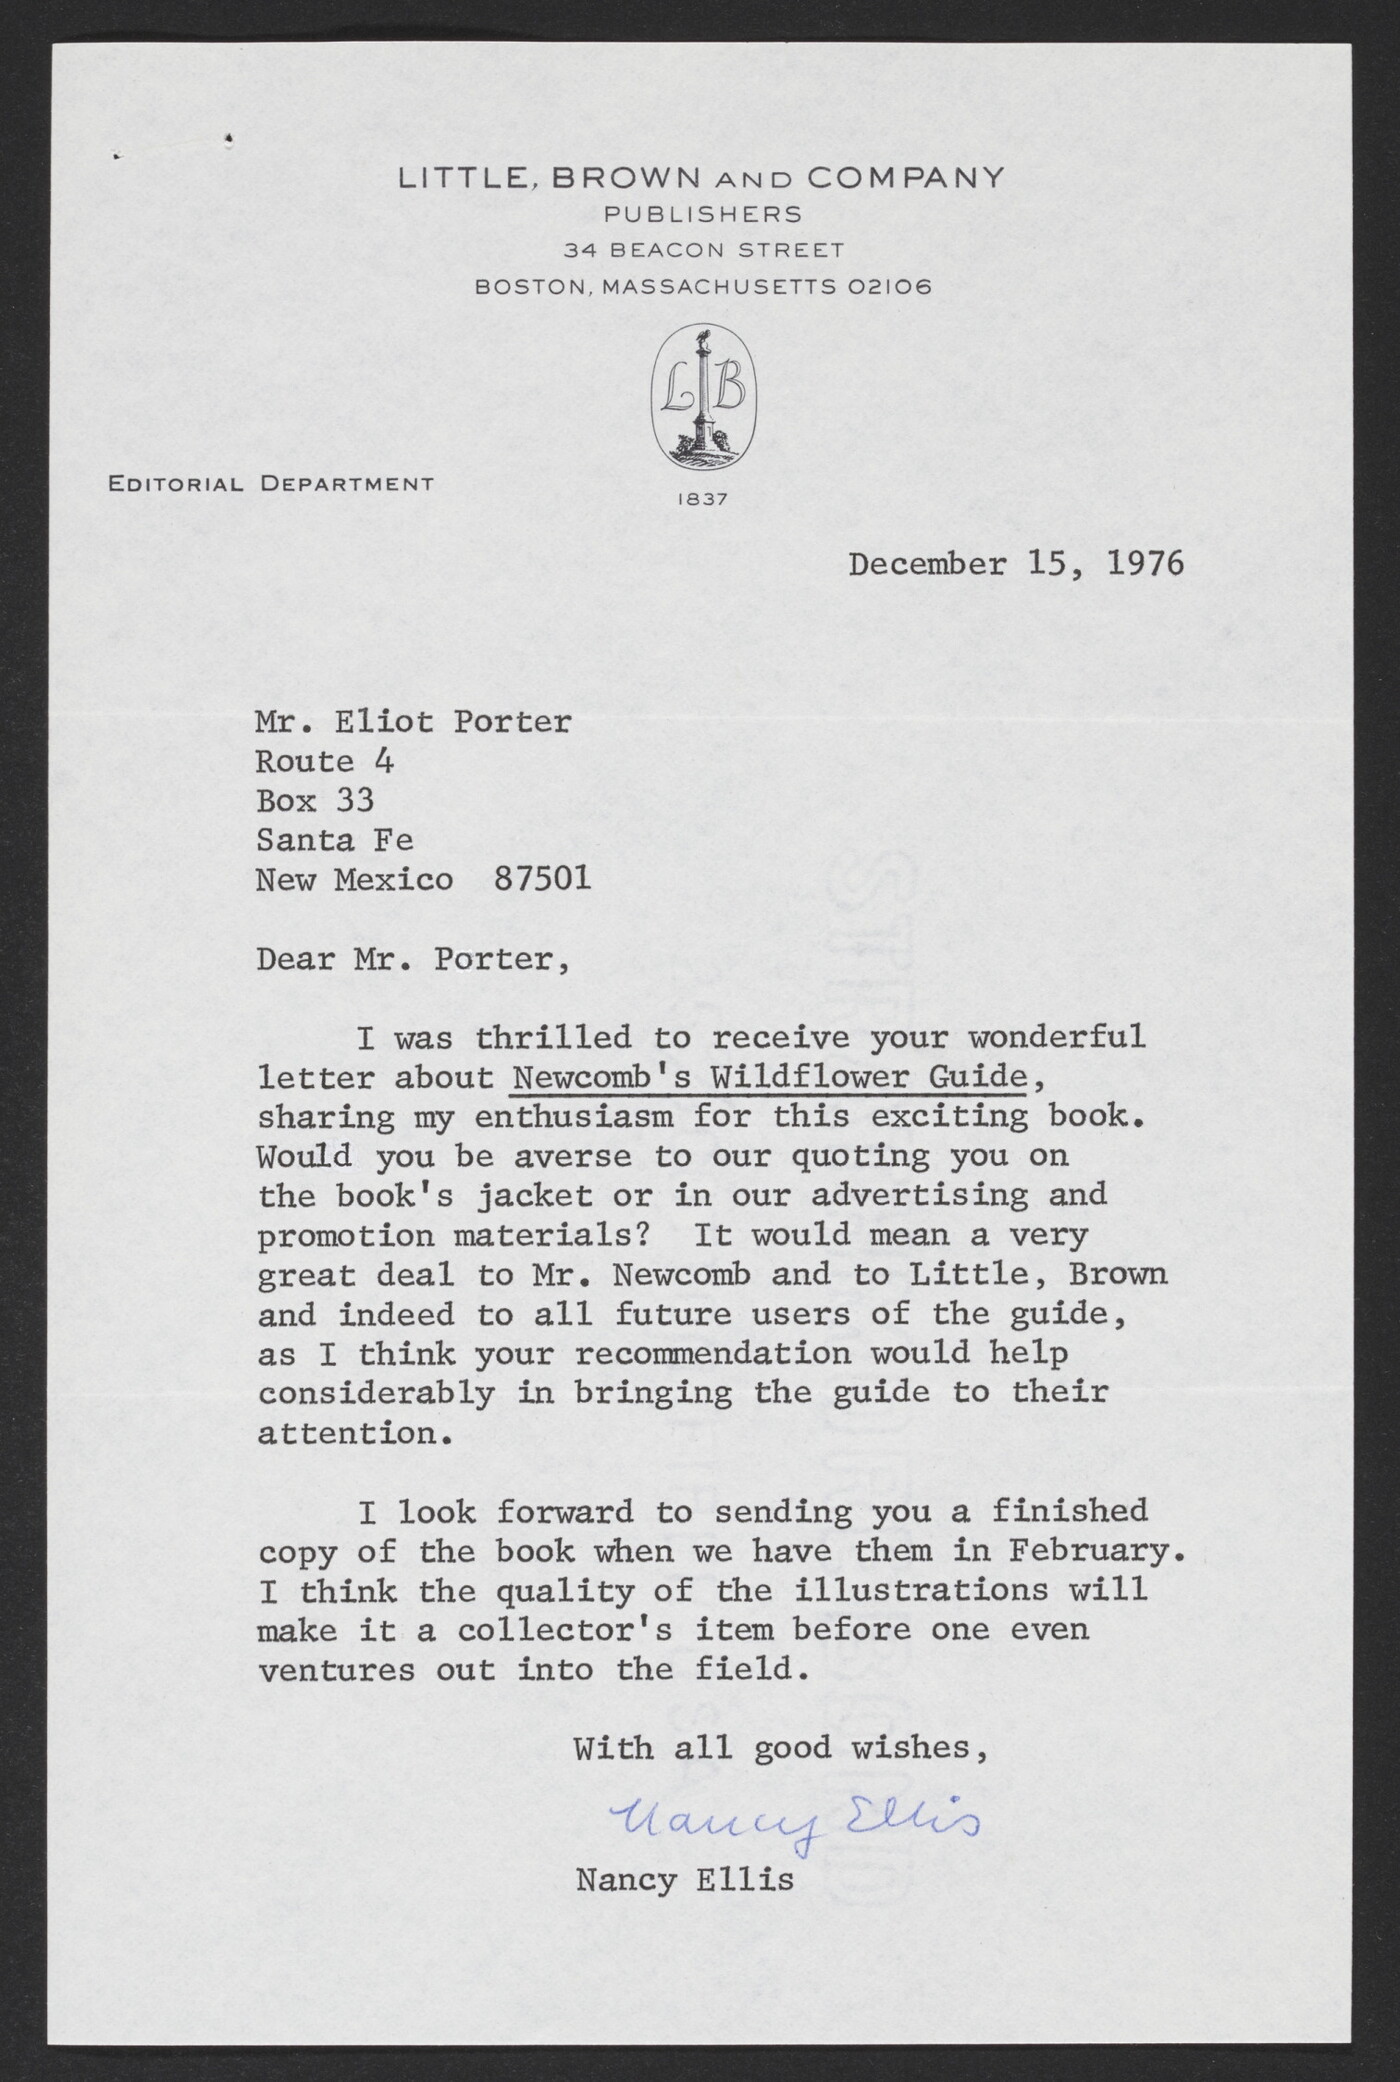 LITTLE, BROWN AND COMPANY
PUBLISHERS
34 BEACON STREET
BOSTON, MASSACHUSETTS 02106
L B
EDITORIAL DEPARTMENT
1837
December 15, 1976
Mr. Eliot Porter
Route 4
Box 33
Santa Fe
New Mexico  87501
Dear Mr. Porter,
I was thrilled to receive your wonderful
letter about Newcomb's Wildflower Guide,
sharing my enthusiasm for this exciting book.
Would you be averse to our quoting you on
the book's jacket or in our advertising and
promotion materials?  It would mean a very
great deal to Mr. Newcomb and to Little, Brown
and indeed to all future users of the guide,
as I think your recommendation would help
considerably in bringing the guide to their
attention.
I look forward to sending you a finished
copy of the book when we have them in February.
I think the quality of the illustrations will
make it a collector's item before one even
ventures out into the field.
With all good wishes,
Nancy Ellis
Nancy Ellis